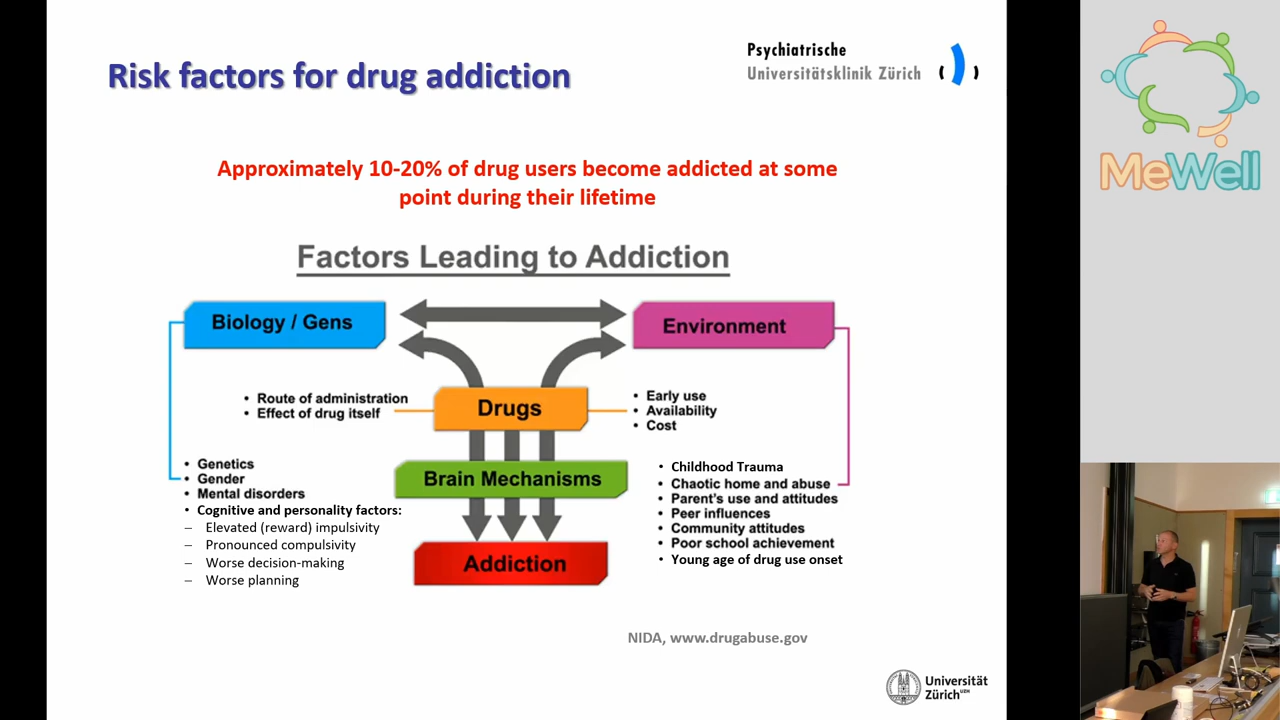 Risk factors for drug addiction
Psychiatrische
Universitätsklinik Zürich
MeWell
Approximately 10-20% of drug users become addicted at some
point during their lifetime
Factors Leading to Addiction
Biology / Gens
Environment
• Route of administration
• Effect of drug itself
Drugs
• Early use
• Availability
• Cost
• Genetics
• Gender
• Mental disorders
• Cognitive and personality factors:
– Elevated (reward) impulsivity
– Pronounced compulsivity
– Worse decision-making
– Worse planning
Brain Mechanisms
Addiction
• Childhood Trauma
• Chaotic home and abuse
• Parent's use and attitudes
• Peer influences
• Community attitudes
• Poor school achievement
• Young age of drug use onset
NIDA, www.drugabuse.gov
Universität
Zürich UZH